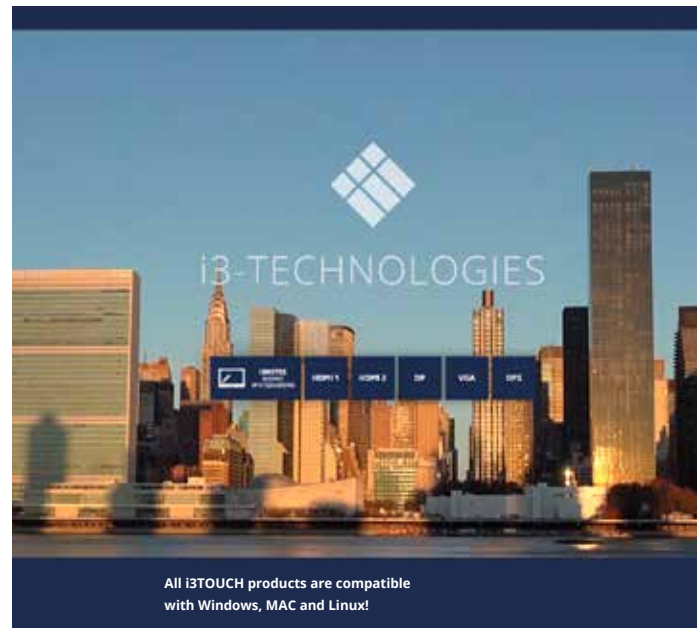 i3-TECHNOLOGIES
i3NOTES
HDMI 1
HDMI 2
DP
VGA
OPS
All i3TOUCH products are compatible
with Windows, MAC and Linux!